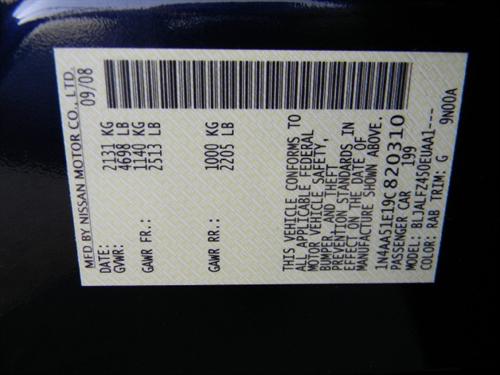 MFD BY NISSAN MOTOR CO., LTD.
DATE: 09/08
GVWR: 2131 KG
4698 LB
GAWR FR: 1140 KG
2513 LB
GAWR RR: 1000 KG
2205 LB
THIS VEHICLE CONFORMS TO
ALL APPLICABLE FEDERAL
MOTOR VEHICLE SAFETY,
BUMPER, AND THEFT
PREVENTION STANDARDS IN
EFFECT ON THE DATE OF
MANUFACTURE SHOWN ABOVE.
1N4AA51E19C820310
PASSENGER CAR 199
MODEL: BLJALFZ450EUAA1---
COLOR: RAB TRIM: G 9N00A